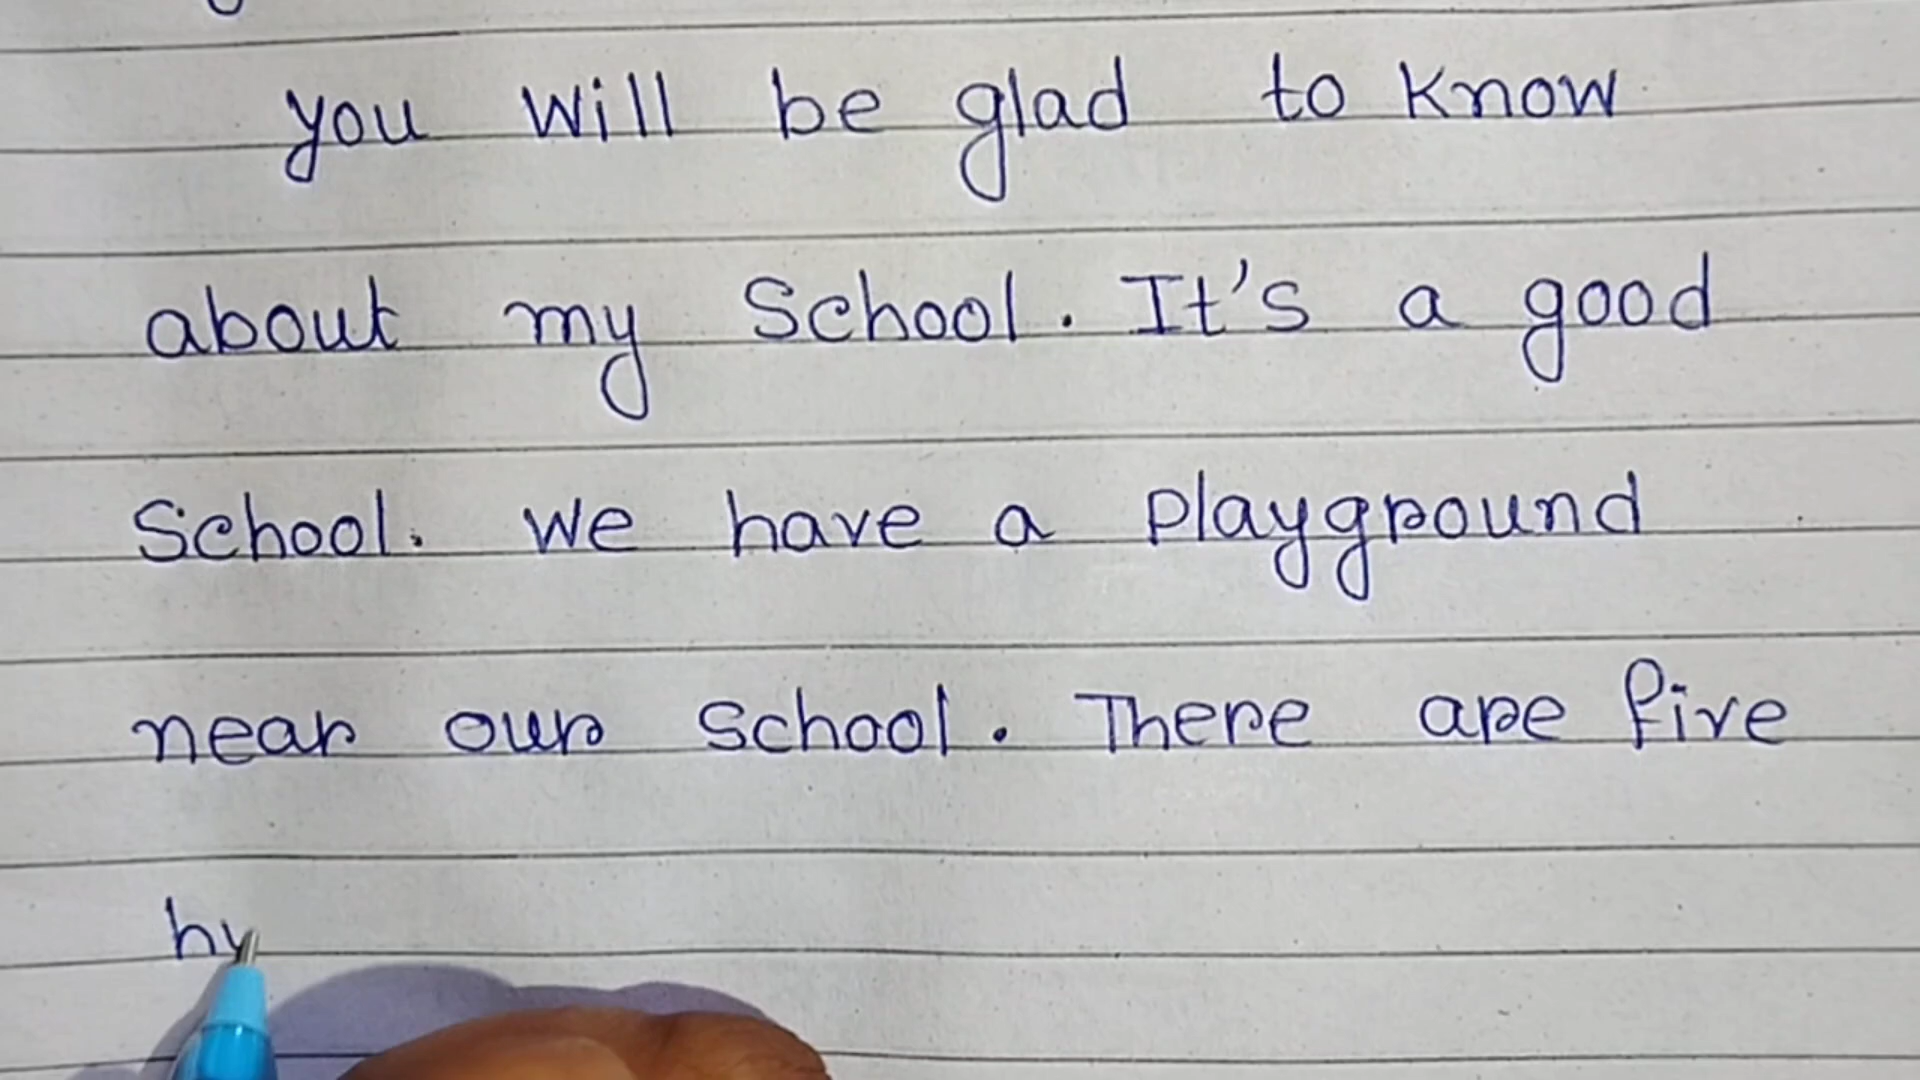 you will be glad to know
about my School. It's a good
School. We have a playground
near our school. There are five